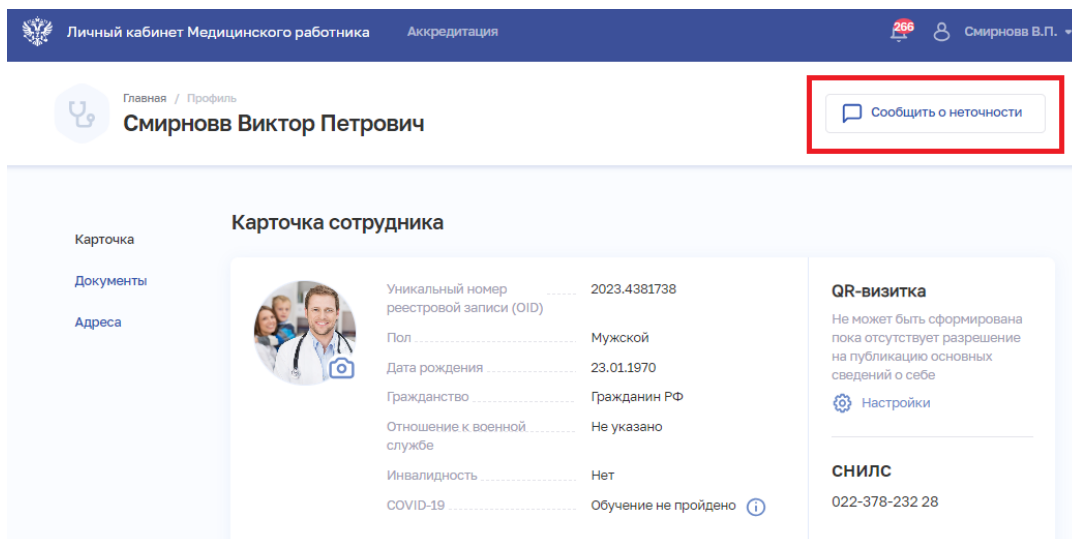 Личный кабинет Медицинского работника
Аккредитация
266
Смирновв В.П.
Главная / Профиль
Смирновв Виктор Петрович
Сообщить о неточности
Карточка
Документы
Адреса
Карточка сотрудника
Уникальный номер
реестровой записи (OID)
2023.4381738
Пол
Мужской
Дата рождения
23.01.1970
Гражданство
Гражданин РФ
Отношение к военной
службе
Не указано
Инвалидность
Нет
COVID-19
Обучение не пройдено
QR-визитка
Не может быть сформирована
пока отсутствует разрешение
на публикацию основных
сведений о себе
Настройки
СНИЛС
022-378-232 28